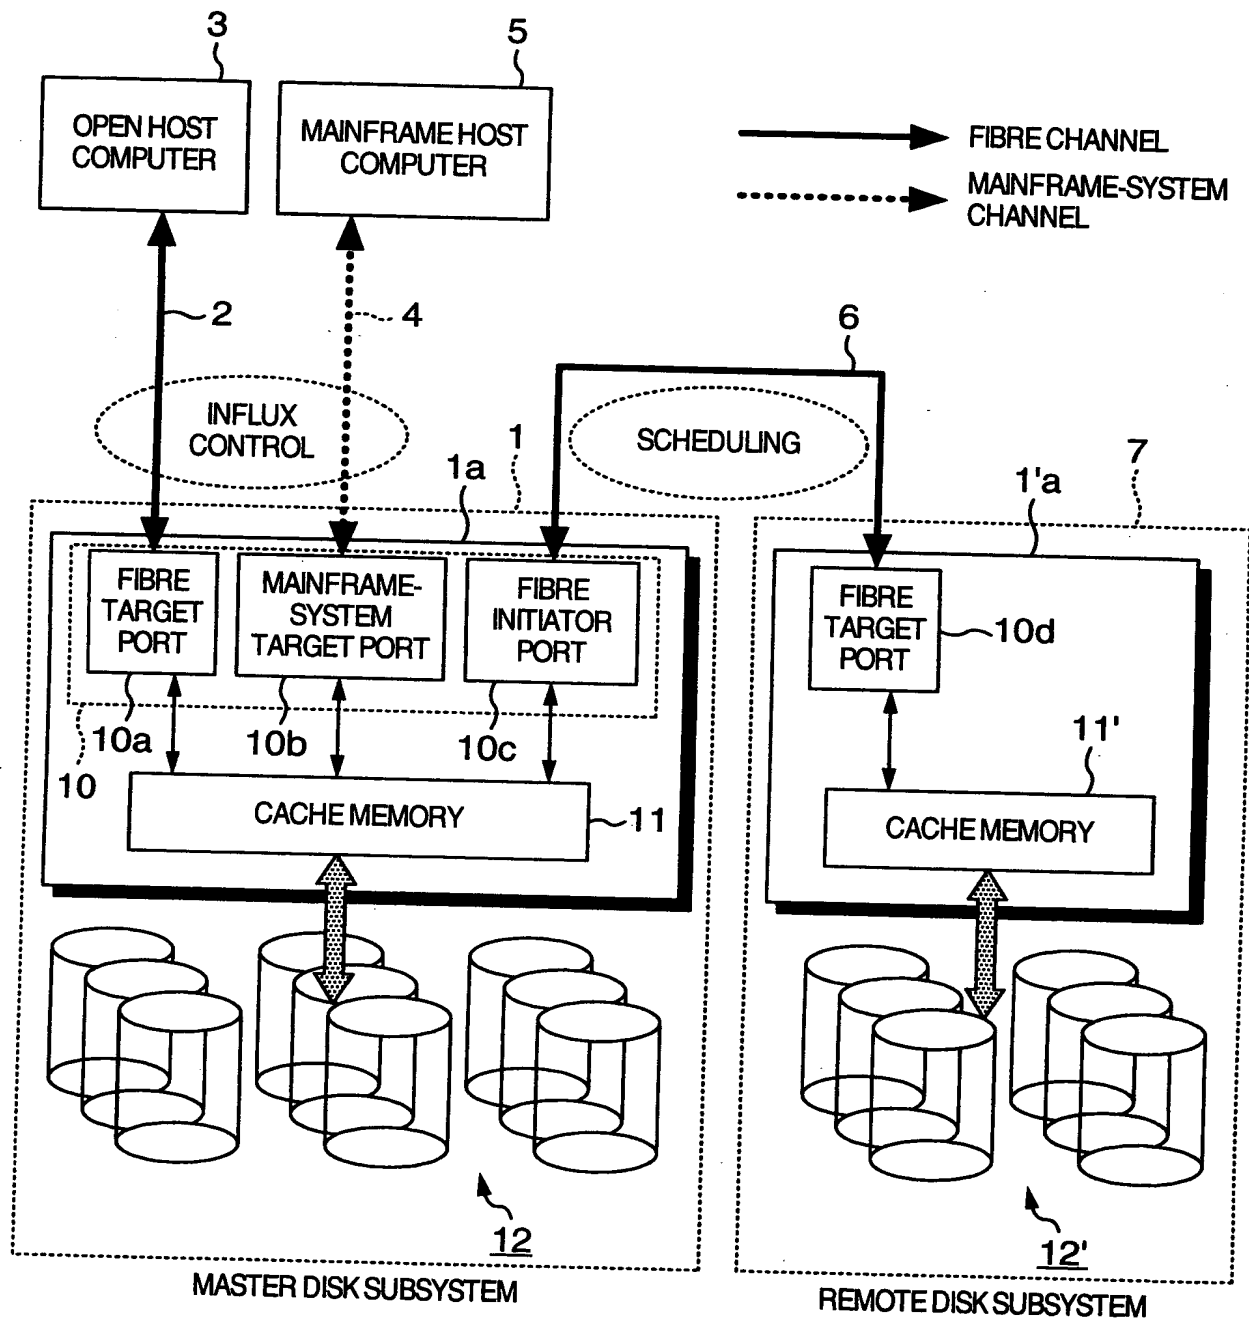 3
5
OPEN HOST
COMPUTER
MAINFRAME HOST
COMPUTER
FIBRE CHANNEL
MAINFRAME-SYSTEM
CHANNEL
2
4
6
INFLUX
CONTROL
SCHEDULING
1
7
1a
1'a
FIBRE
TARGET
PORT
MAINFRAME-
SYSTEM
TARGET PORT
FIBRE
INITIATOR
PORT
FIBRE
TARGET
PORT
10d
10a
10b
10c
10
11'
CACHE MEMORY
11
CACHE MEMORY
12
12'
MASTER DISK SUBSYSTEM
REMOTE DISK SUBSYSTEM